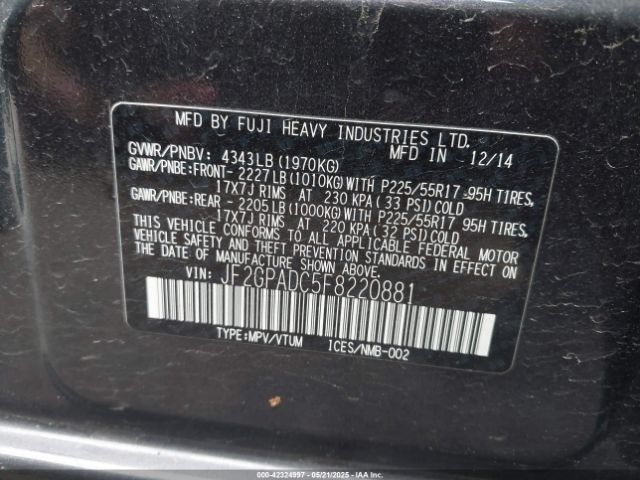 MFD BY FUJI HEAVY INDUSTRIES LTD.
MFD IN 12/14
GVWR/PNBV: 4343LB (1970KG)
GAWR/PNBE:FRONT- 2227LB(1010KG)WITH P225/55R17 95H TIRES,
17X7J RIMS AT 230 KPA (33 PSI)COLD
GAWR/PNBE:REAR - 2205LB(1000KG)WITH P225/55R17 95H TIRES,
17X7J RIMS AT 220 KPA(32 PSI)COLD
THIS VEHICLE CONFORMS TO ALL APPLICABLE FEDERAL MOTOR
VEHICLE SAFETY AND THEFT PREVENTION STANDARDS IN EFFECT ON
THE DATE OF MANUFACTURE SHOWN ABOVE.
VIN: JF2GPADC5F8220881
TYPE:MPV/VTUM ICES/NMB-002
IAA 42324997 05/21/2025 IAA